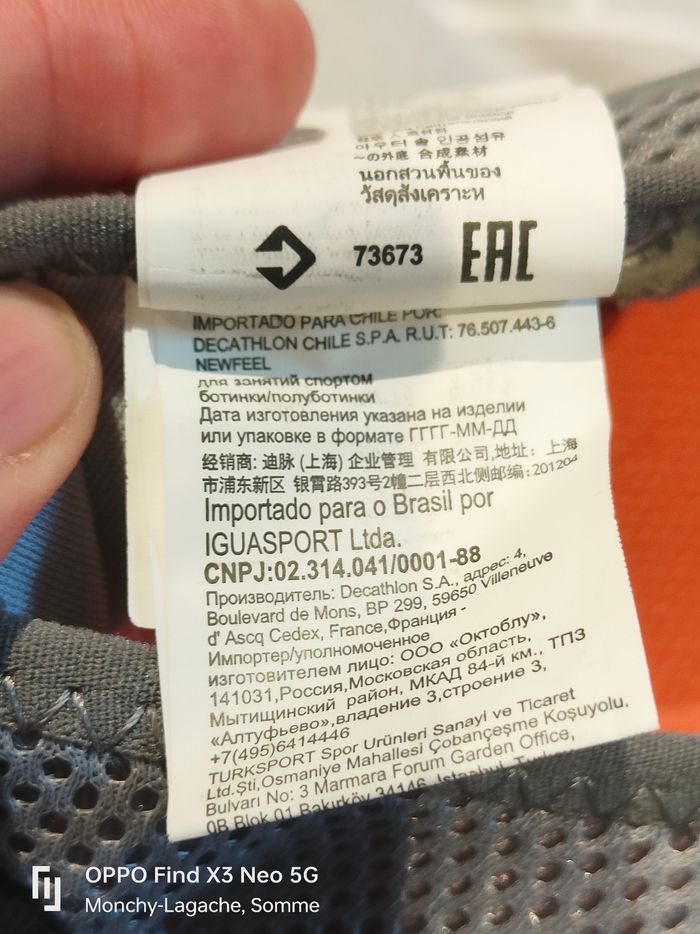 아우터 솔 인공섬유
〜の外底 合成素材
นอกสวนพื้นของ
วัสดุสังเคราะห
73673 EAC
IMPORTADO PARA CHILE POR:
DECATHLON CHILE S.P.A. R.U.T: 76.507.443-6
NEWFEEL
для занятий спортом
ботинки/полуботинки
Дата изготовления указана на изделии
или упаковке в формате ГГГГ-ММ-ДД
经销商: 迪脉 (上海) 企业管理 有限公司,地址: 上海
市浦东新区 银霄路393号2幢二层西北侧邮编:201204
Importado para o Brasil por
IGUASPORT Ltda.
CNPJ:02.314.041/0001-88
Производитель: Decathlon S.A., адрес: 4,
Boulevard de Mons, BP 299, 59650 Villeneuve
d' Ascq Cedex, France,Франция -
Импортер/уполномоченное
изготовителем лицо: ООО «Октоблу»,
141031,Россия,Московская область,
Мытищинский район, МКАД 84-й км., ТПЗ
«Алтуфьево»,владение 3,строение 3,
+7(495)6414446
TURKSPORT Spor Urünleri Sanayi ve Ticaret
Ltd.Şti,Osmaniye Mahallesi Çobançeşme Koşuyolu.
Bulvarı No: 3 Marmara Forum Garden Office,
0B Blok 01 Bakırköy 34146, Istanbul,
OPPO Find X3 Neo 5G
Monchy-Lagache, Somme